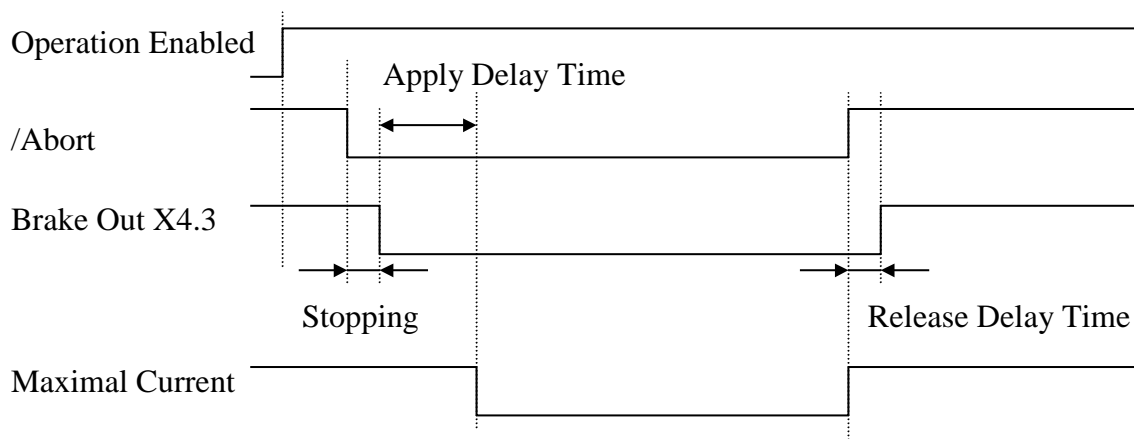 Operation Enabled
Apply Delay Time
/Abort
Brake Out X4.3
Stopping
Release Delay Time
Maximal Current